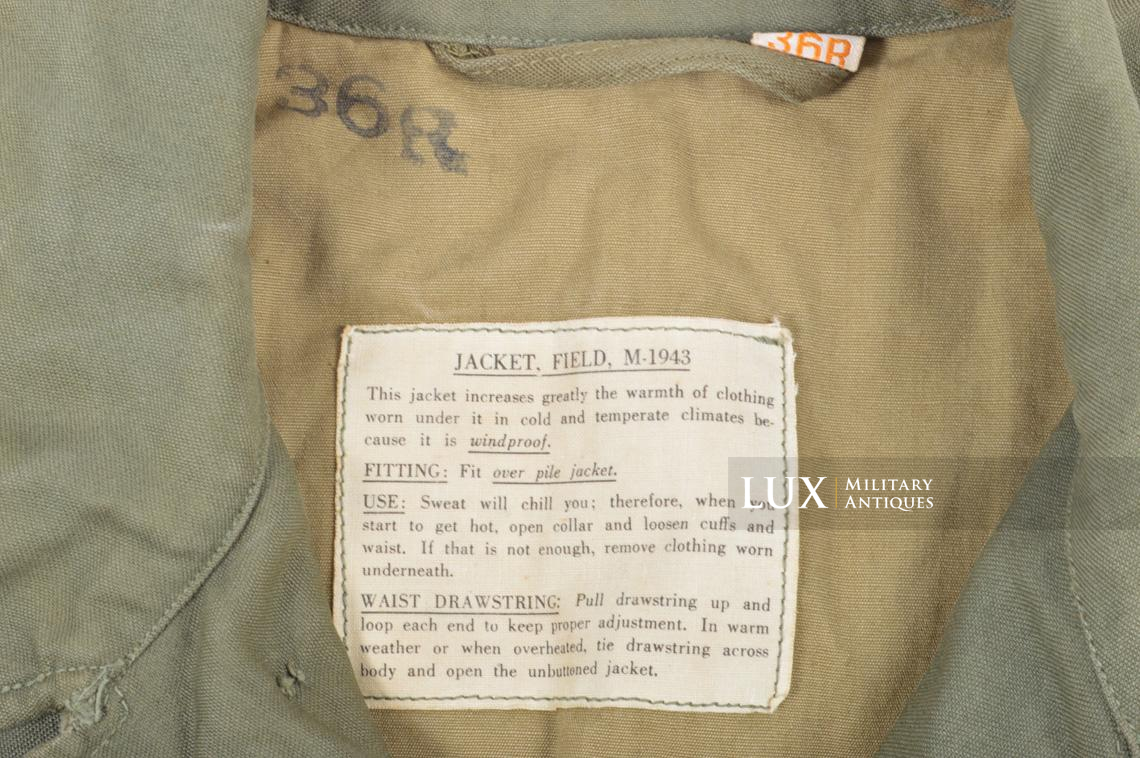 36R
36R
JACKET, FIELD, M-1943
This jacket increases greatly the warmth of clothing
worn under it in cold and temperate climates be-
cause it is windproof.
FITTING: Fit over pile jacket.
USE: Sweat will chill you; therefore, when you
start to get hot, open collar and loosen cuffs and
waist. If that is not enough, remove clothing worn
underneath.
WAIST DRAWSTRING: Pull drawstring up and
loop each end to keep proper adjustment. In warm
weather or when overheated, tie drawstring across
body and open the unbuttoned jacket.
LUX MILITARY
ANTIQUES